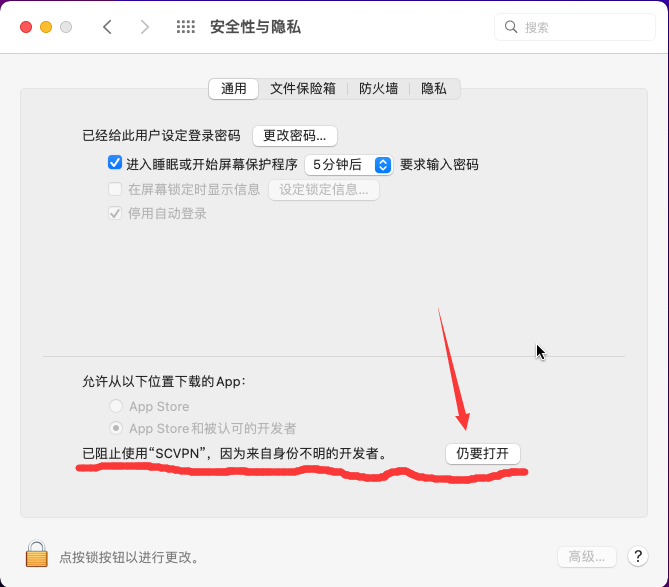 安全性与隐私
搜索
通用 文件保险箱 防火墙 隐私
已经给此用户设定登录密码 更改密码...
进入睡眠或开始屏幕保护程序 5分钟后 要求输入密码
在屏幕锁定时显示信息 设定锁定信息...
停用自动登录
允许从以下位置下载的App：
App Store
App Store和被认可的开发者
已阻止使用“SCVPN”，因为来自身份不明的开发者。 仍要打开
点按锁按钮以进行更改。 高级... ?